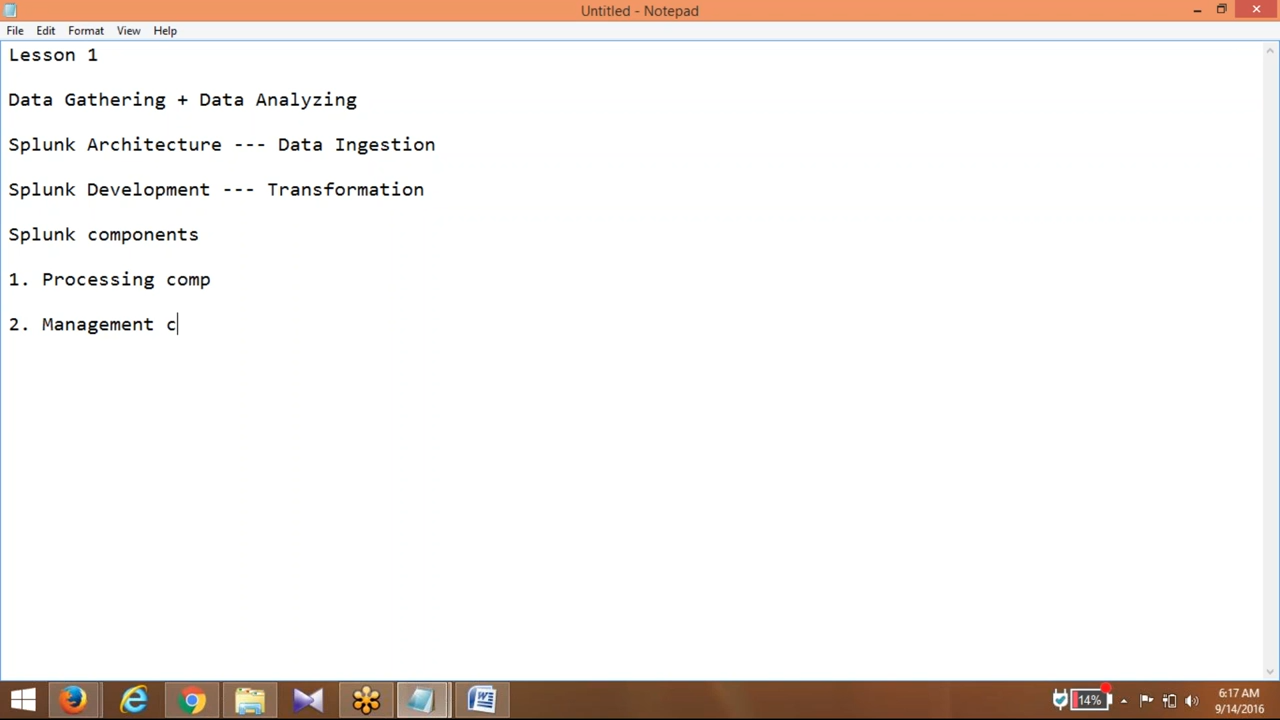 Untitled - Notepad
File Edit Format View Help
Lesson 1
Data Gathering + Data Analyzing
Splunk Architecture --- Data Ingestion
Splunk Development --- Transformation
Splunk components
1. Processing comp
2. Management c
14%
6:17 AM
9/14/2016